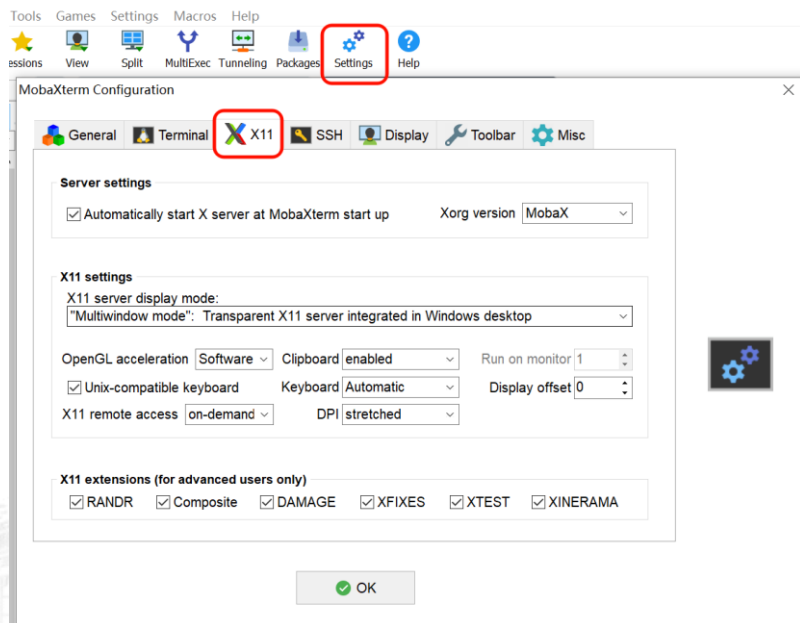 Tools Games Settings Macros Help
essions View Split MultiExec Tunneling Packages Settings Help
MobaXterm Configuration
General Terminal X11 SSH Display Toolbar Misc
Server settings
Automatically start X server at MobaXterm start up Xorg version MobaX
X11 settings
X11 server display mode:
"Multiwindow mode": Transparent X11 server integrated in Windows desktop
OpenGL acceleration Software Clipboard enabled Run on monitor 1
Unix-compatible keyboard Keyboard Automatic Display offset 0
X11 remote access on-demand DPI stretched
X11 extensions (for advanced users only)
RANDR Composite DAMAGE XFIXES XTEST XINERAMA
OK